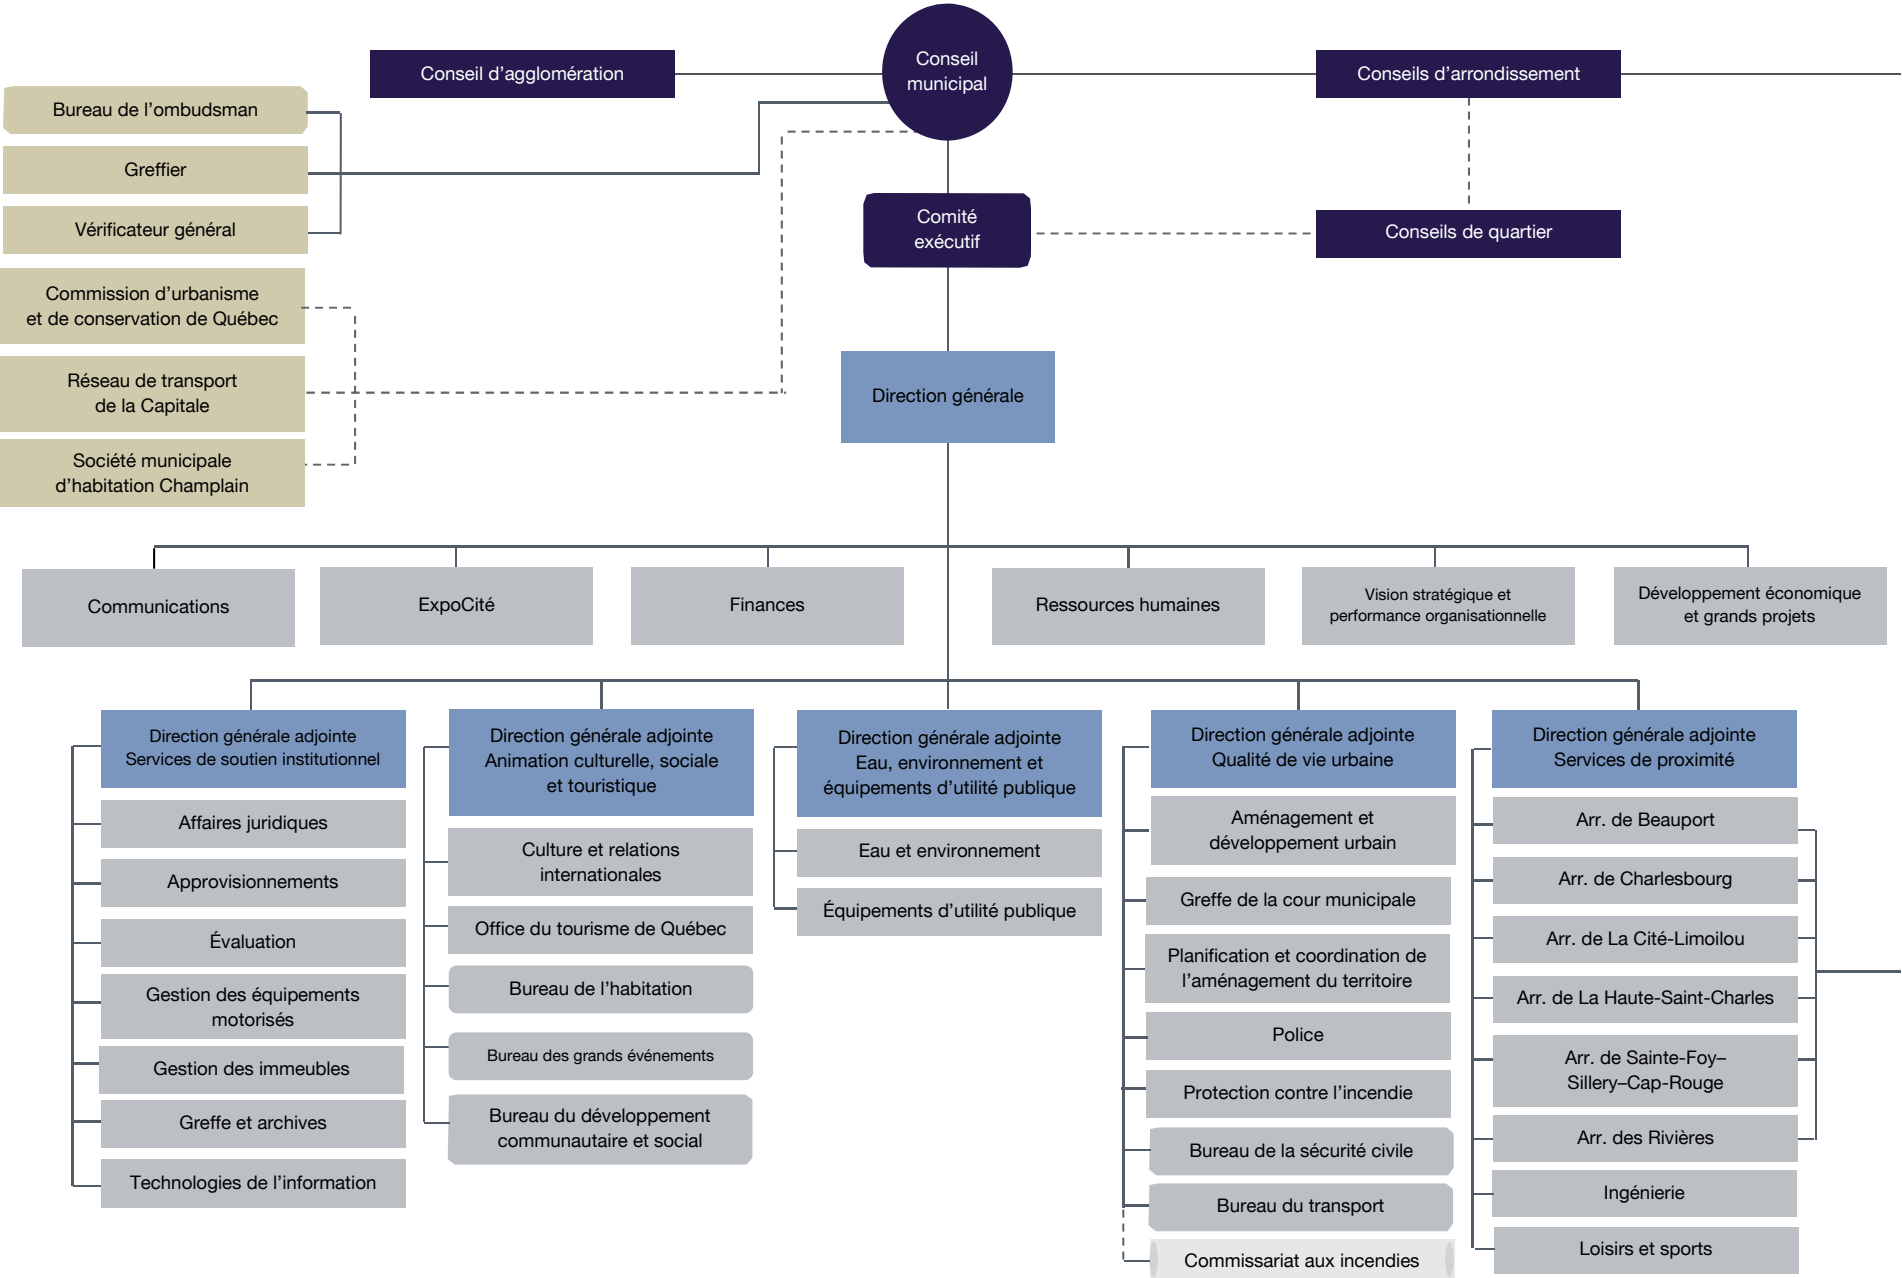 Conseil d'agglomération
Conseil
municipal
Conseils d'arrondissement
Bureau de l'ombudsman
Greffier
Vérificateur général
Comité
exécutif
Conseils de quartier
Commission d'urbanisme
et de conservation de Québec
Réseau de transport
de la Capitale
Société municipale
d'habitation Champlain
Direction générale
Communications
ExpoCité
Finances
Ressources humaines
Vision stratégique et
performance organisationnelle
Développement économique
et grands projets
Direction générale adjointe
Services de soutien institutionnel
Affaires juridiques
Approvisionnements
Évaluation
Gestion des équipements
motorisés
Gestion des immeubles
Greffe et archives
Technologies de l'information
Direction générale adjointe
Animation culturelle, sociale
et touristique
Culture et relations
internationales
Office du tourisme de Québec
Bureau de l'habitation
Bureau des grands événements
Bureau du développement
communautaire et social
Direction générale adjointe
Eau, environnement et
équipements d'utilité publique
Eau et environnement
Équipements d'utilité publique
Direction générale adjointe
Qualité de vie urbaine
Aménagement et
développement urbain
Greffe de la cour municipale
Planification et coordination de
l'aménagement du territoire
Police
Protection contre l'incendie
Bureau de la sécurité civile
Bureau du transport
Commissariat aux incendies
Direction générale adjointe
Services de proximité
Arr. de Beauport
Arr. de Charlesbourg
Arr. de La Cité-Limoilou
Arr. de La Haute-Saint-Charles
Arr. de Sainte-Foy–
Sillery–Cap-Rouge
Arr. des Rivières
Ingénierie
Loisirs et sports